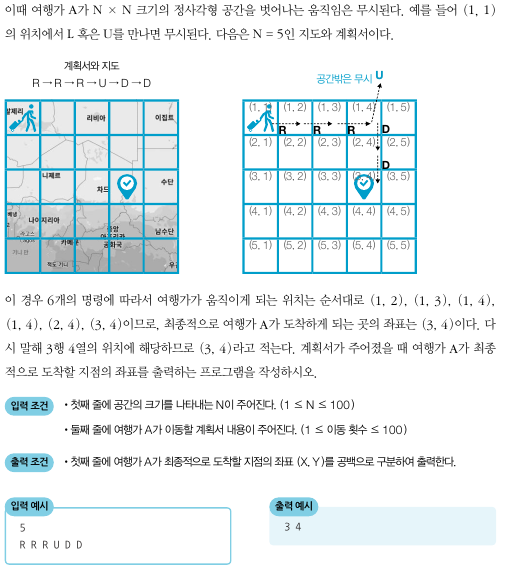 이때 여행가 A가 N × N 크기의 정사각형 공간을 벗어나는 움직임은 무시된다. 예를 들어 (1, 1)
의 위치에서 L 혹은 U를 만나면 무시된다. 다음은 N = 5인 지도와 계획서이다.
계획서와 지도
R→R→R→U→D→D
알제리
리비아
이집트
니제르
차드
수단
나이지리아
카메룬
중앙
아프리카
공화국
남수단
적도 기니
공간밖은 무시 U
(1, 1) (1, 2) (1, 3) (1, 4) (1, 5)
R R R D
(2, 1) (2, 2) (2, 3) (2, 4) (2, 5)
D
(3, 1) (3, 2) (3, 3) (3, 4) (3, 5)
(4, 1) (4, 2) (4, 3) (4, 4) (4, 5)
(5, 1) (5, 2) (5, 3) (5, 4) (5, 5)
이 경우 6개의 명령에 따라서 여행가가 움직이게 되는 위치는 순서대로 (1, 2), (1, 3), (1, 4),
(1, 4), (2, 4), (3, 4)이므로, 최종적으로 여행가 A가 도착하게 되는 곳의 좌표는 (3, 4)이다. 다
시 말해 3행 4열의 위치에 해당하므로 (3, 4)라고 적는다. 계획서가 주어졌을 때 여행가 A가 최종
적으로 도착할 지점의 좌표를 출력하는 프로그램을 작성하시오.
입력 조건 • 첫째 줄에 공간의 크기를 나타내는 N이 주어진다. (1 ≤ N ≤ 100)
• 둘째 줄에 여행가 A가 이동할 계획서 내용이 주어진다. (1 ≤ 이동 횟수 ≤ 100)
출력 조건 • 첫째 줄에 여행가 A가 최종적으로 도착할 지점의 좌표 (X, Y)를 공백으로 구분하여 출력한다.
입력 예시
5
R R R U D D
출력 예시
3 4